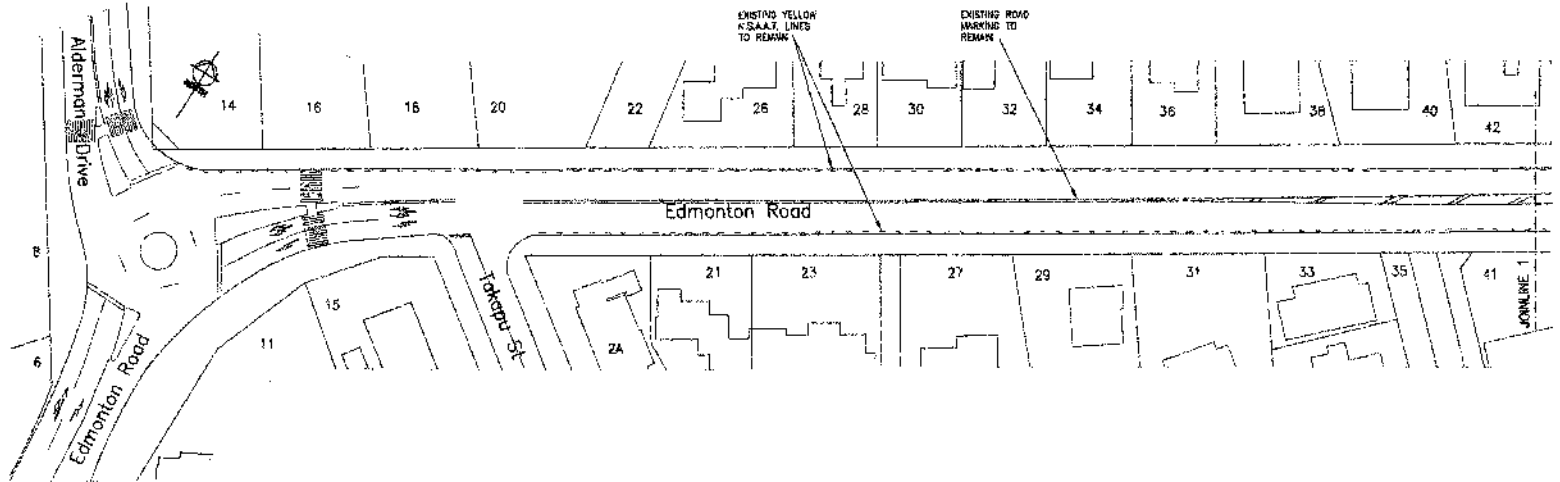 EXISTING YELLOW
N.S.A.A.T. LINES
TO REMAIN
EXISTING ROAD
MARKING TO
REMAIN
Alderman Drive
14
16
18
20
22
26
28
30
32
34
36
38
40
42
Edmonton Road
8
6
11
15
Takapu St
2A
21
23
27
29
31
33
35
41
JOINLINE 1
Edmonton Road